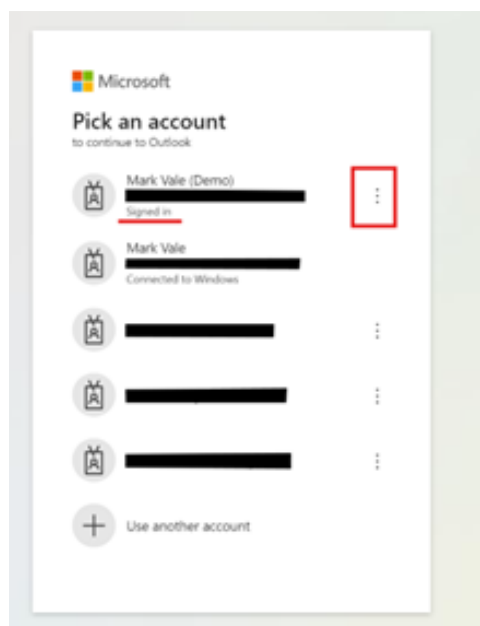 Microsoft
Pick an account
to continue to Outlook
Mark Vale (Demo)
Signed in
Mark Vale
Connected to Windows
Use another account